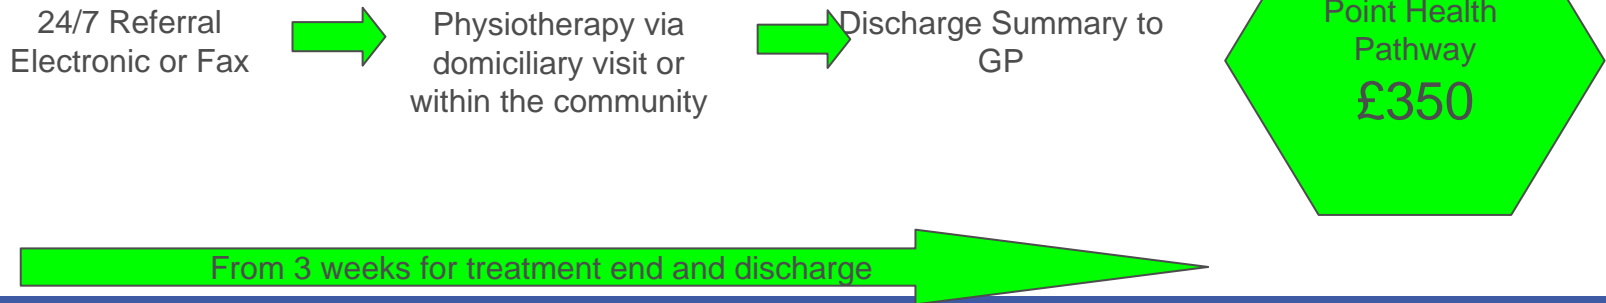 24/7 Referral
Electronic or Fax
Physiotherapy via
domiciliary visit or
within the community
Discharge Summary to
GP
Point Health
Pathway
£350
From 3 weeks for treatment end and discharge